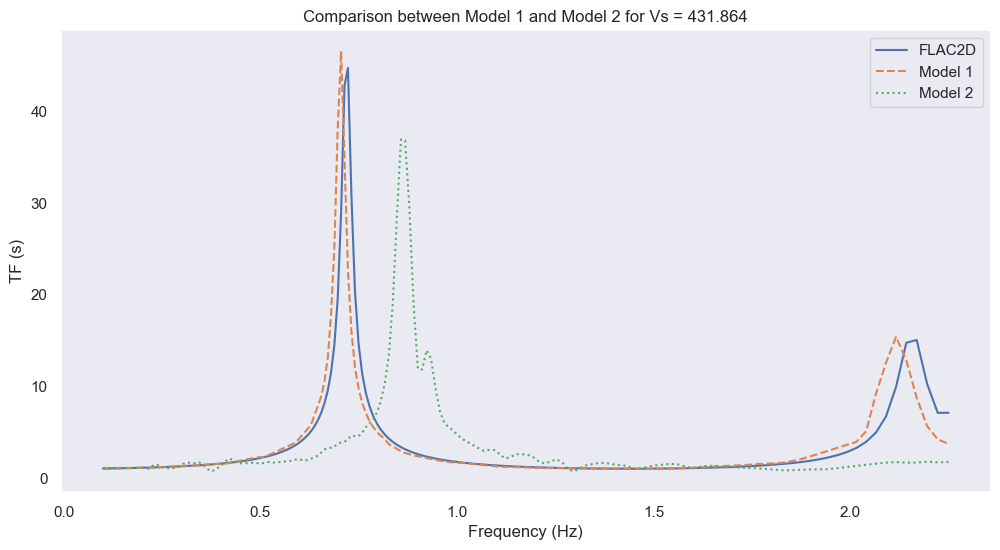 Comparison between Model 1 and Model 2 for Vs = 431.864
FLAC2D
Model 1
Model 2
TF (s)
40
30
20
10
0
0.0
0.5
1.0
1.5
2.0
Frequency (Hz)